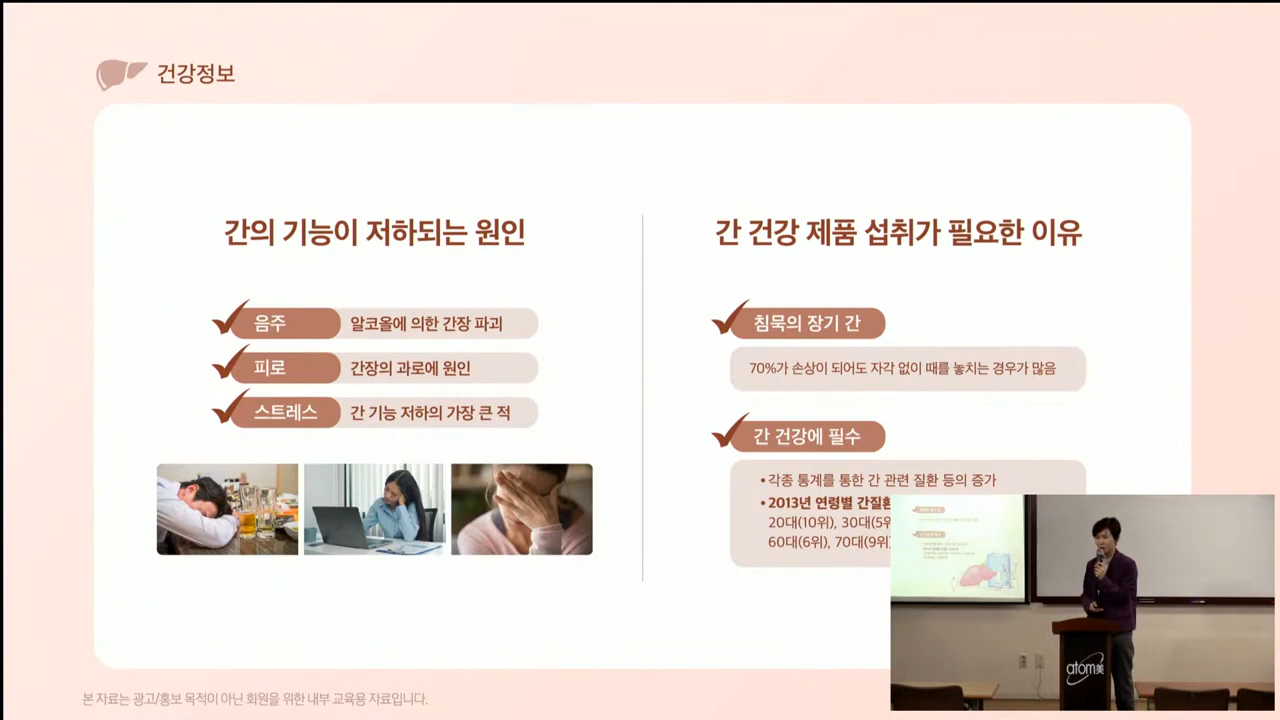 건강정보
간의 기능이 저하되는 원인
음주 알코올에 의한 간장 파괴
피로 간장의 과로에 원인
스트레스 간 기능 저하의 가장 큰 적
간 건강 제품 섭취가 필요한 이유
침묵의 장기 간
70%가 손상이 되어도 자각 없이 때를 놓치는 경우가 많음
간 건강에 필수
• 각종 통계를 통한 간 관련 질환 등의 증가
• 2013년 연령별 간질환
20대(10위), 30대(5위
60대(6위), 70대(9위)
atom美
본 자료는 광고/홍보 목적이 아닌 회원을 위한 내부 교육용 자료입니다.